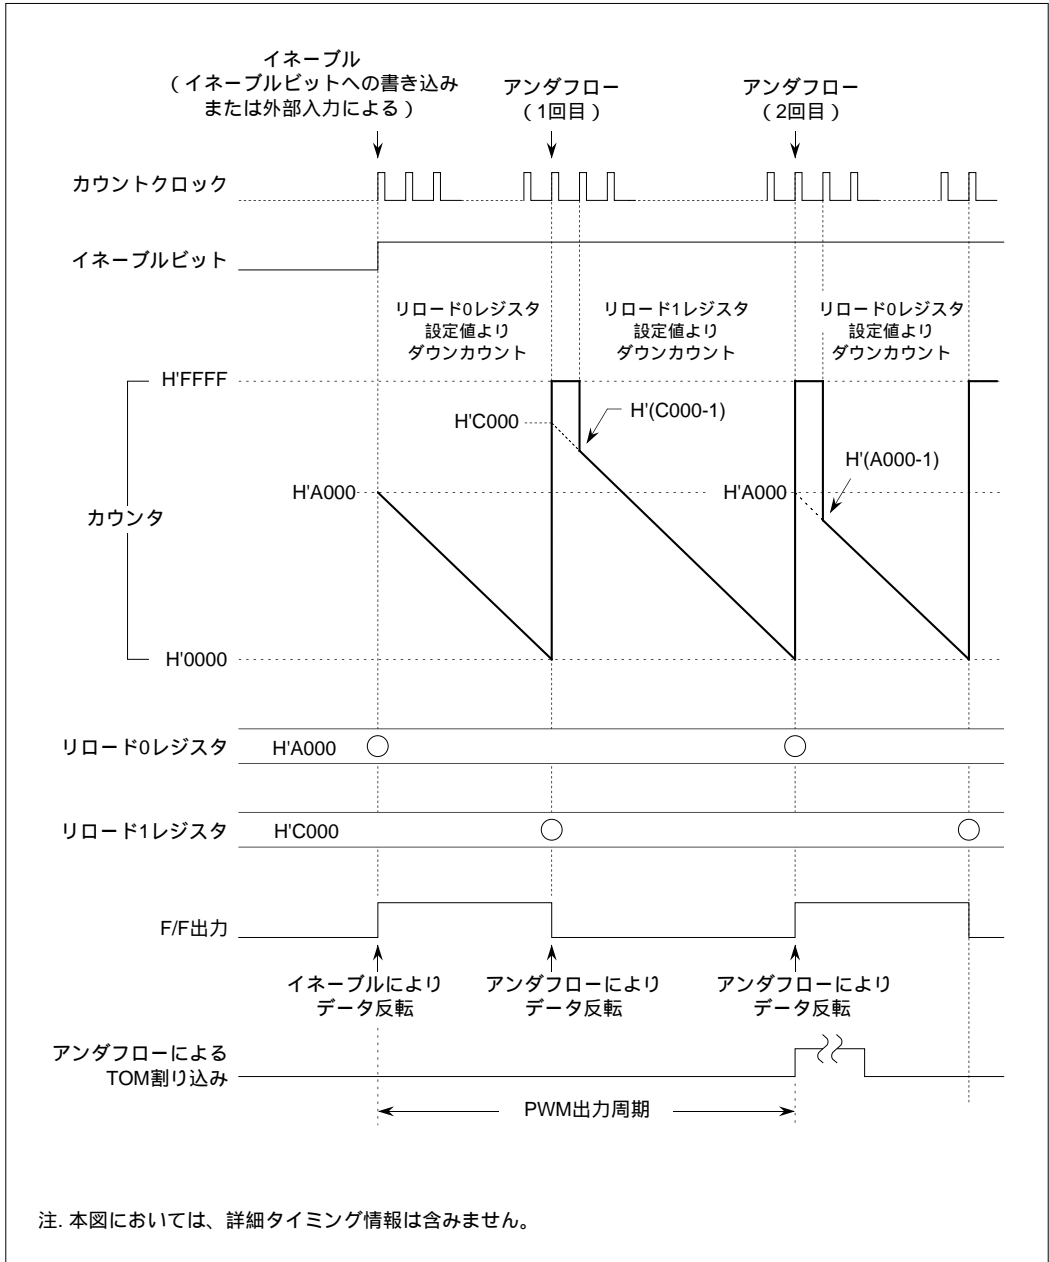 イネーブル
(イネーブルビットへの書き込み
または外部入力による)
アンダフロー
(1回目)
アンダフロー
(2回目)
カウントクロック
イネーブルビット
リロード0レジスタ
設定値より
ダウンカウント
リロード1レジスタ
設定値より
ダウンカウント
リロード0レジスタ
設定値より
ダウンカウント
H'FFFF
H'C000
H'(C000-1)
H'(A000-1)
H'A000
H'A000
カウンタ
H'0000
リロード0レジスタ H'A000
リロード1レジスタ H'C000
F/F出力
イネーブルにより
データ反転
アンダフローにより
データ反転
アンダフローにより
データ反転
アンダフローによる
TOM割り込み
PWM出力周期
注. 本図においては、詳細タイミング情報は含みません。